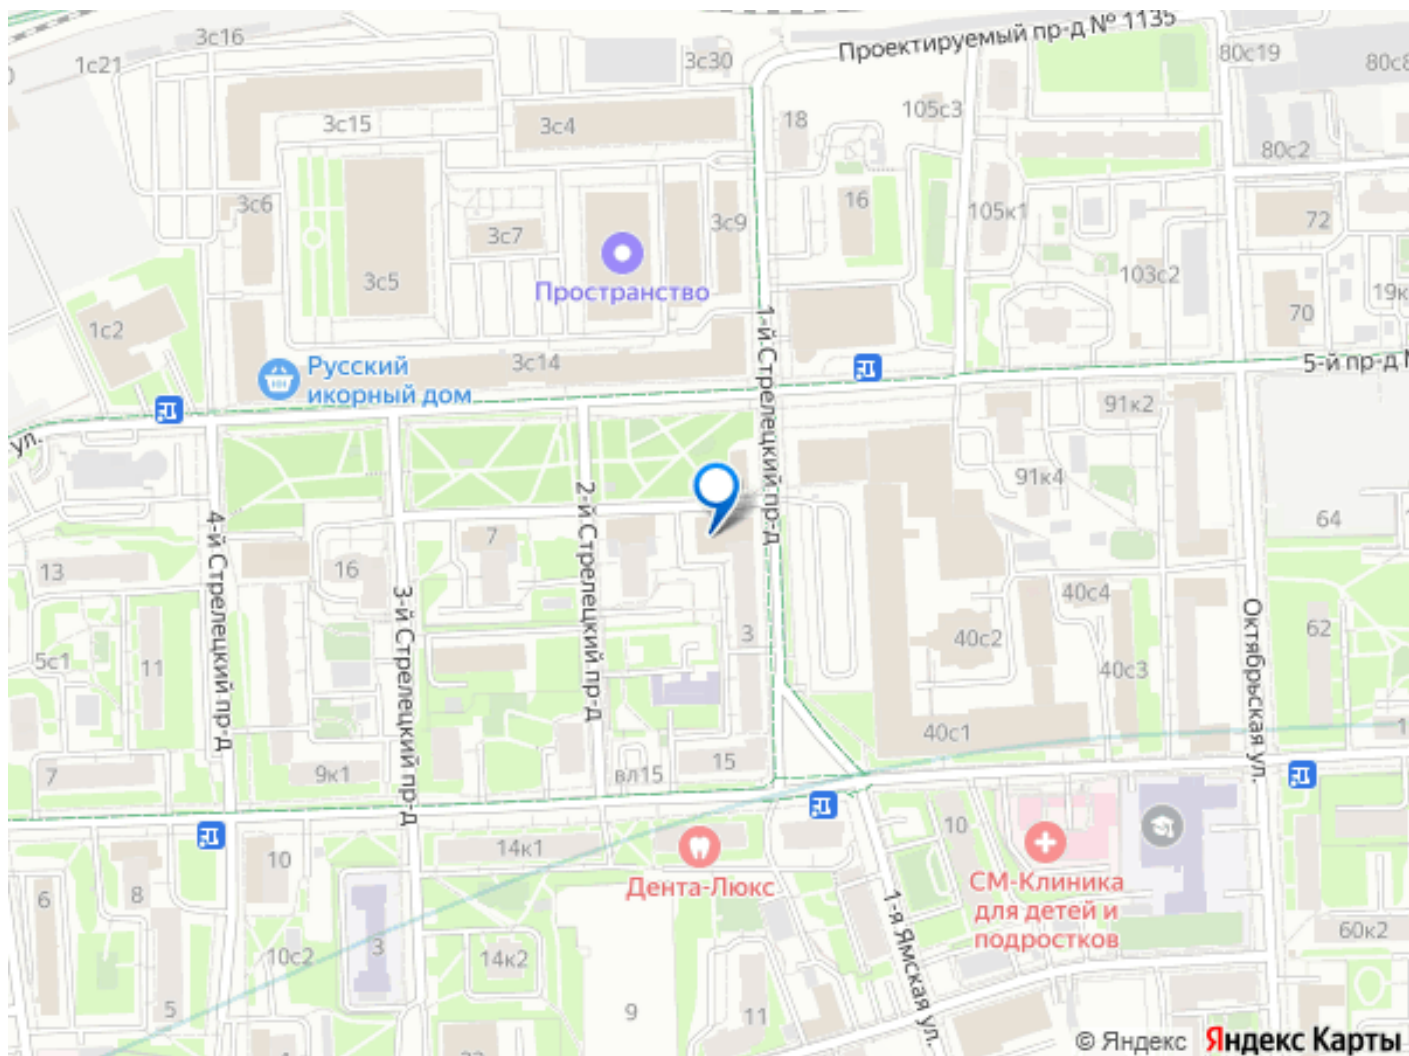 Проектируемый пр-д № 1135
3с16
1с21
3с30
80с19
80с8
105с3
18
3с15
3с4
80с2
3с6
16
105к1
72
3с9
3с7
103с2
3с5
19к
Пространство
70
1с2
1-й Стрелецкий пр-д
Русский
икорный дом
3с14
5-й пр-д
91к2
ул.
91к4
64
4-й Стрелецкий пр-д
2-й Стрелецкий пр-д
7
13
16
3-й Стрелецкий пр-д
40с4
Октябрьская ул.
62
3
40с2
5с1
11
40с3
40с1
7
9к1
вл15
15
10
14к1
10
Дента-Люкс
СМ-Клиника
для детей и
подростков
1-я Ямская ул.
6
8
3
10с2
14к2
60к2
5
9
11
© Яндекс Яндекс Карты